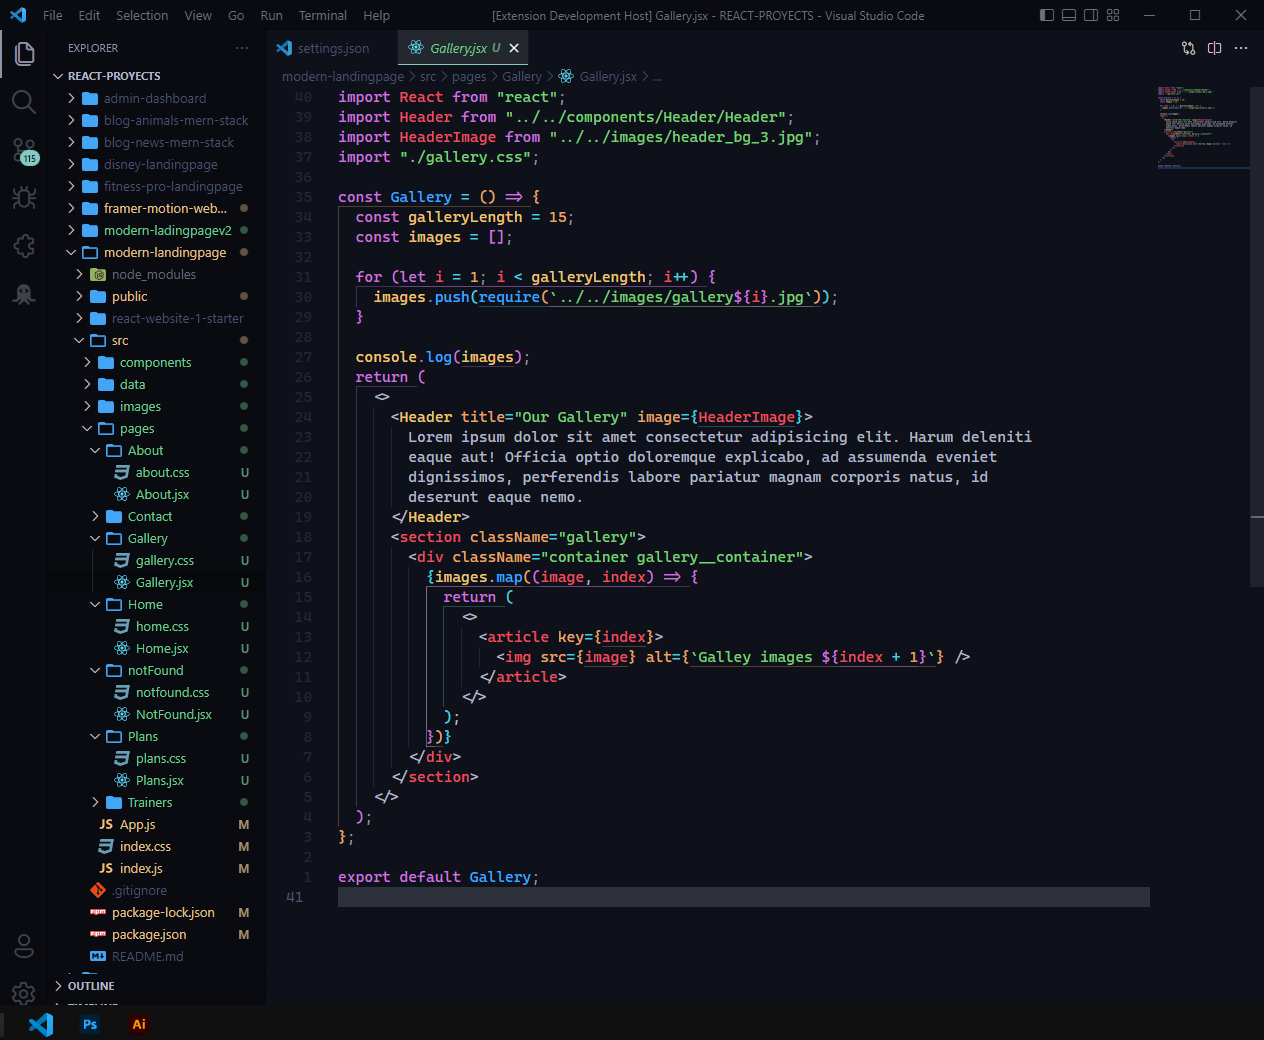 File Edit Selection View Go Run Terminal Help [Extension Development Host] Gallery.jsx - REACT-PROYECTS - Visual Studio Code
EXPLORER
REACT-PROYECTS
admin-dashboard
blog-animals-mern-stack
blog-news-mern-stack
disney-landingpage
fitness-pro-landingpage
framer-motion-web...
modern-ladingpagev2
modern-landingpage
node_modules
public
react-website-1-starter
src
components
data
images
pages
About
about.css U
About.jsx U
Contact
Gallery
gallery.css U
Gallery.jsx U
Home
home.css U
Home.jsx U
notFound
notfound.css U
NotFound.jsx U
Plans
plans.css U
Plans.jsx U
Trainers
JS App.js M
index.css M
JS index.js M
.gitignore
npm package-lock.json M
npm package.json M
README.md
OUTLINE
115
settings.json Gallery.jsx U
modern-landingpage > src > pages > Gallery > Gallery.jsx > ...
40 import React from "react";
39 import Header from "../../components/Header/Header";
38 import HeaderImage from "../../images/header_bg_3.jpg";
37 import "./gallery.css";
36
35 const Gallery = () => {
34 const galleryLength = 15;
33 const images = [];
32
31 for (let i = 1; i < galleryLength; i++) {
30 images.push(require(`../../images/gallery${i}.jpg`));
29 }
28
27 console.log(images);
26 return (
25 <>
24 <Header title="Our Gallery" image={HeaderImage}>
23 Lorem ipsum dolor sit amet consectetur adipisicing elit. Harum deleniti
22 eaque aut! Officia optio doloremque explicabo, ad assumenda eveniet
21 dignissimos, perferendis labore pariatur magnam corporis natus, id
20 deserunt eaque nemo.
19 </Header>
18 <section className="gallery">
17 <div className="container gallery__container">
16 {images.map((image, index) => {
15 return (
14 <>
13 <article key={index}>
12 <img src={image} alt={`Galley images ${index + 1}`} />
11 </article>
10 </>
9 );
8 })}
7 </div>
6 </section>
5 </>
4 );
3 };
2
1 export default Gallery;
41
Ps Ai